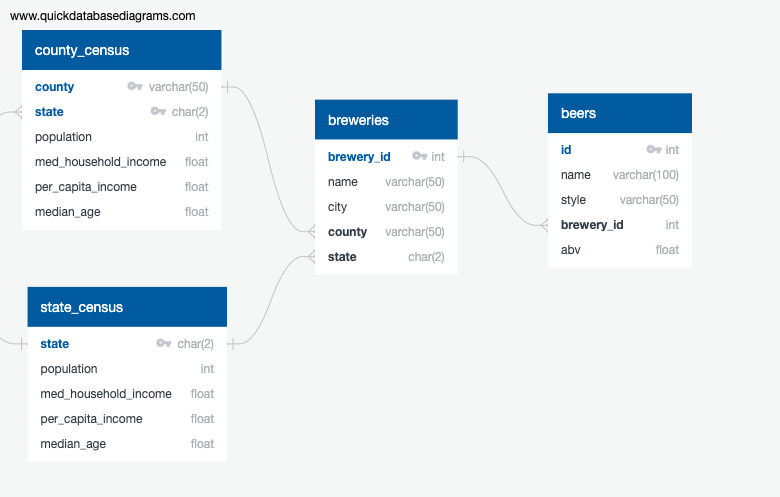 www.quickdatabasediagrams.com
county_census
county varchar(50)
state char(2)
population int
med_household_income float
per_capita_income float
median_age float
state_census
state char(2)
population int
med_household_income float
per_capita_income float
median_age float
breweries
brewery_id int
name varchar(50)
city varchar(50)
county varchar(50)
state char(2)
beers
id int
name varchar(100)
style varchar(50)
brewery_id int
abv float